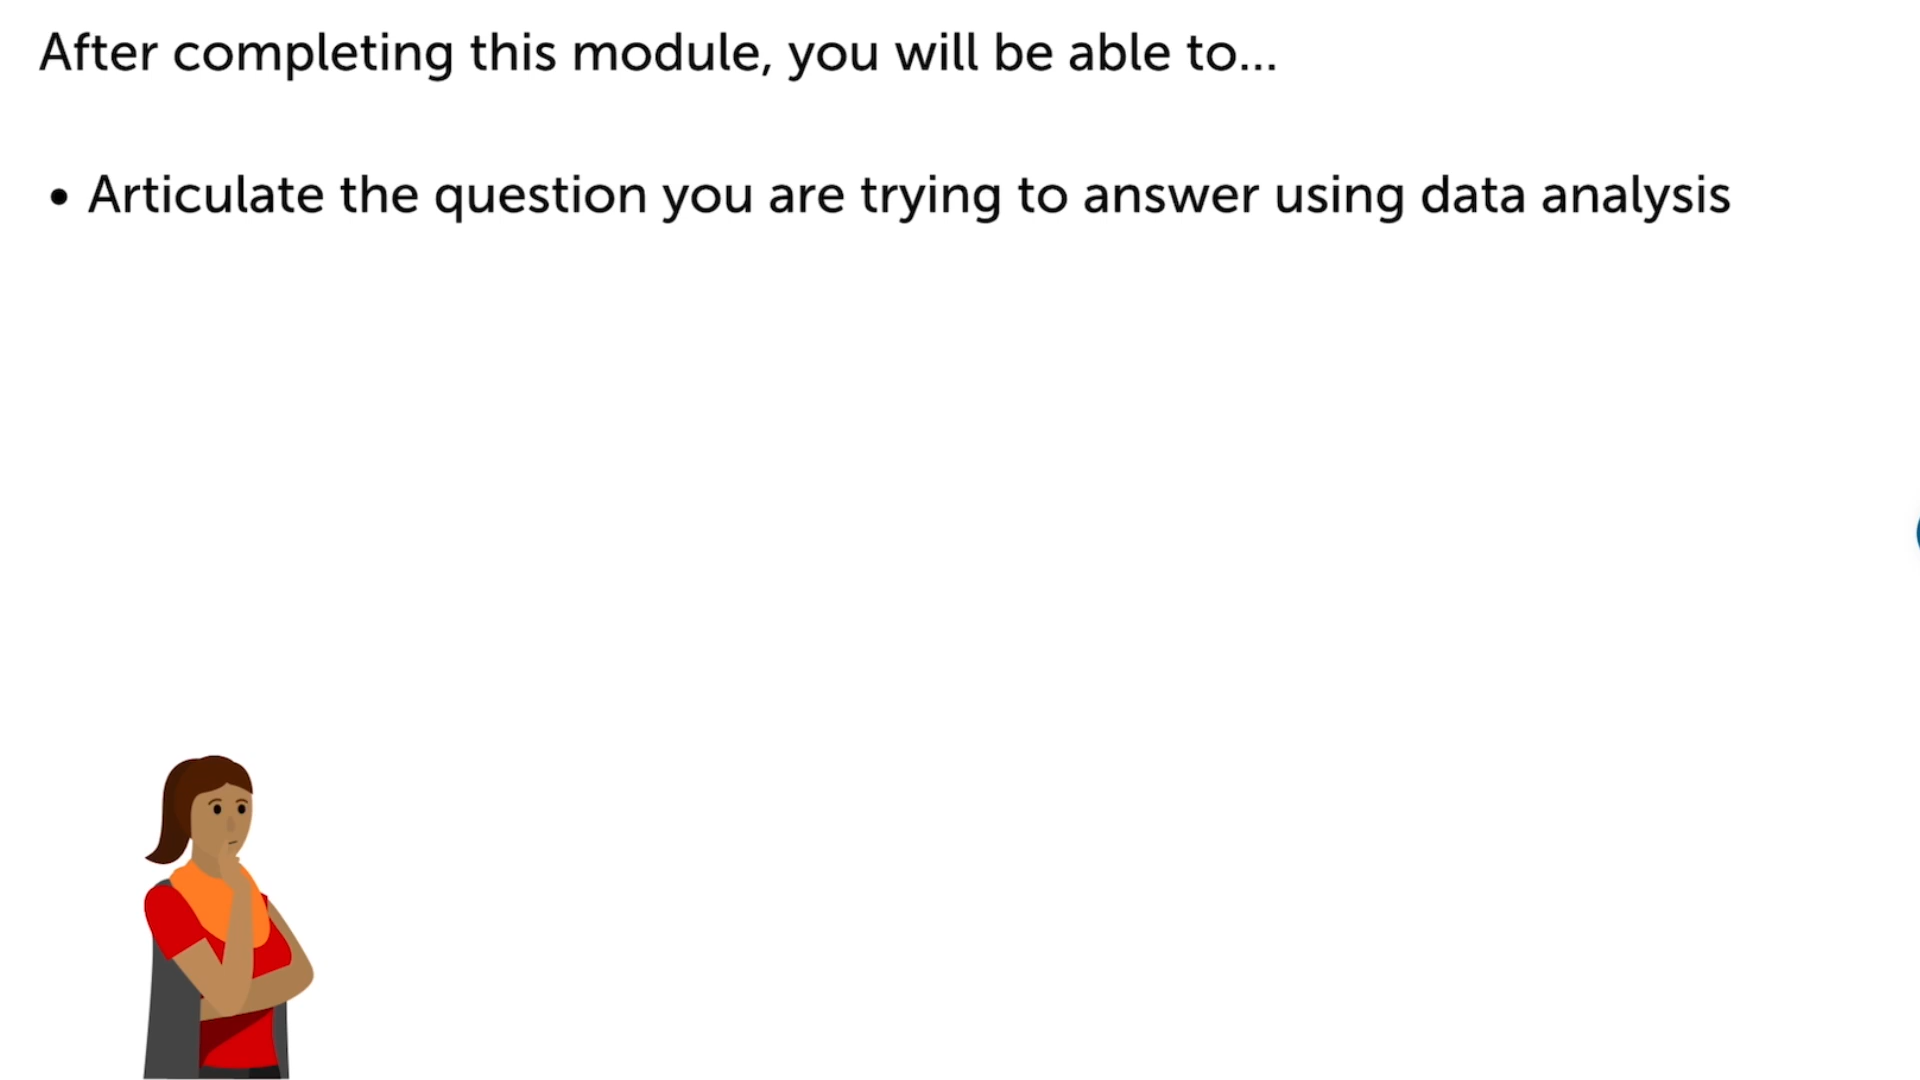 After completing this module, you will be able to...
• Articulate the question you are trying to answer using data analysis